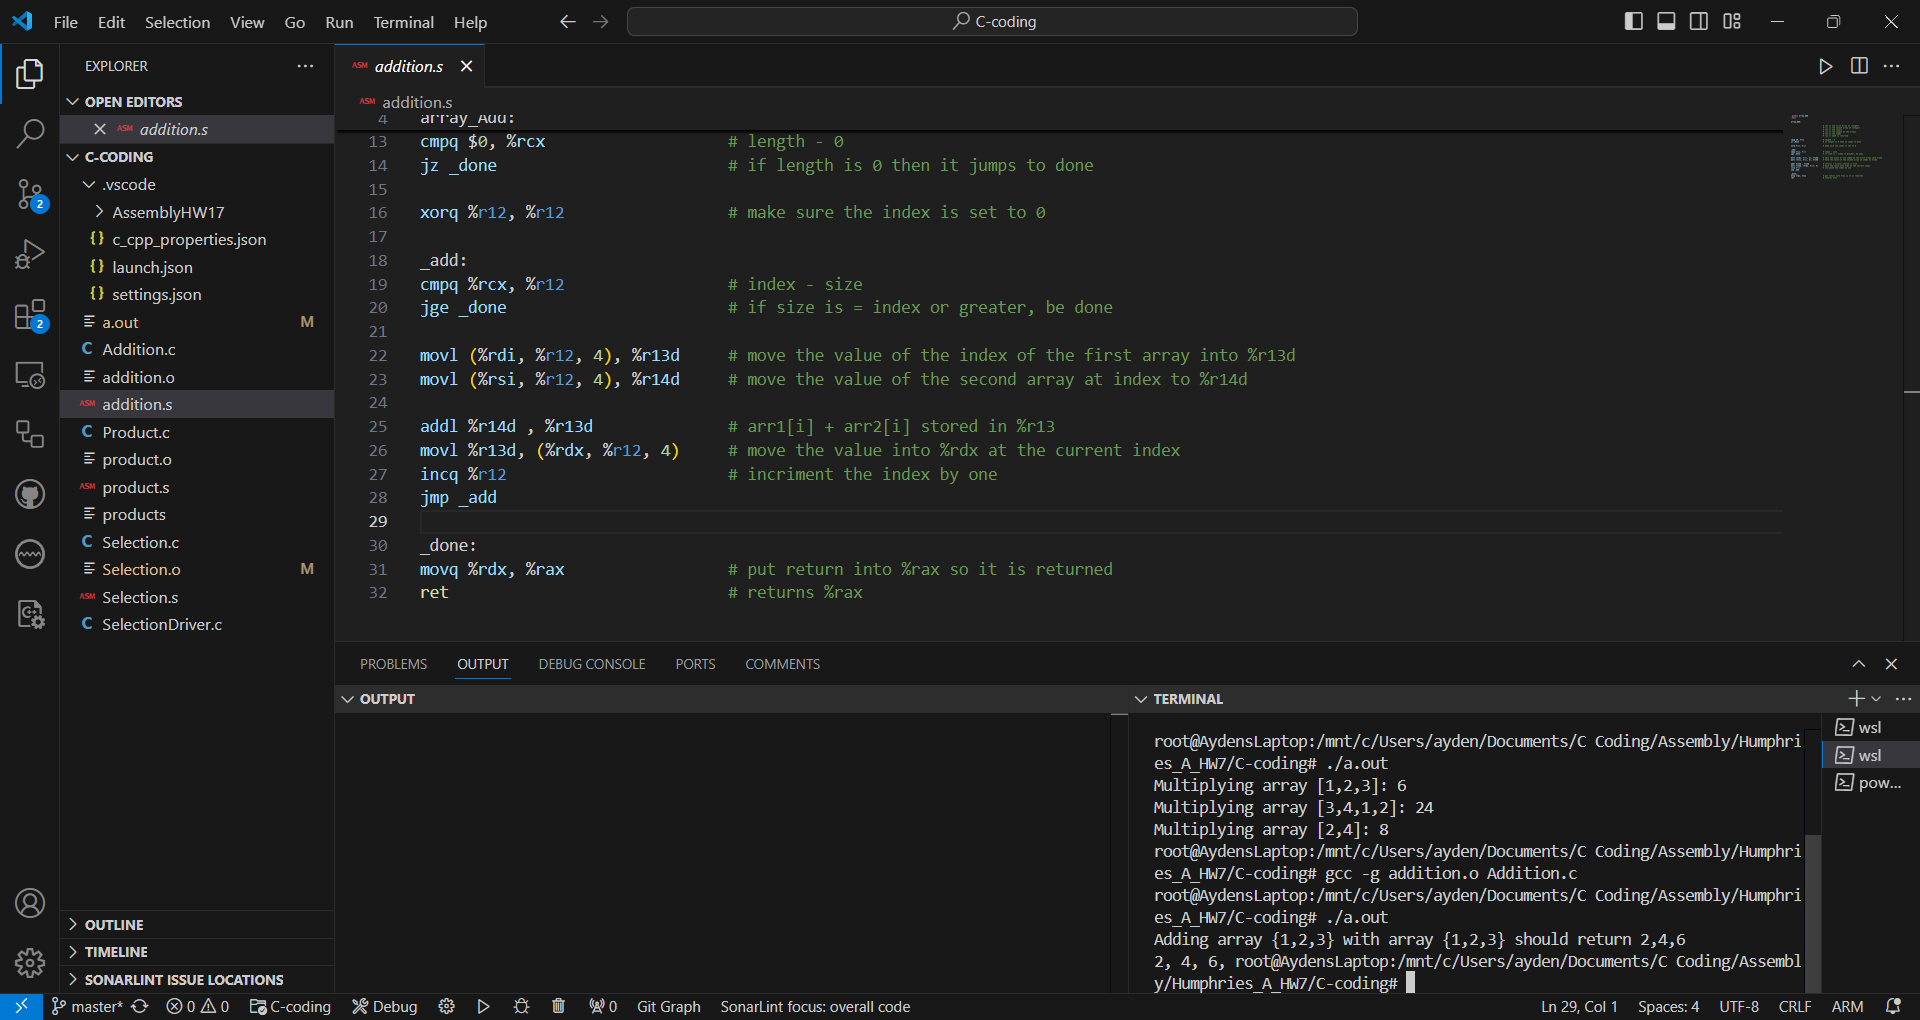 File Edit Selection View Go Run Terminal Help
C-coding
EXPLORER
OPEN EDITORS
ASM addition.s
C-CODING
.vscode
AssemblyHW17
{} c_cpp_properties.json
{} launch.json
{} settings.json
a.out M
C Addition.c
addition.o
ASM addition.s
C Product.c
product.o
ASM product.s
products
C Selection.c
Selection.o M
ASM Selection.s
C SelectionDriver.c
OUTLINE
TIMELINE
SONARLINT ISSUE LOCATIONS
2
2
ASM addition.s
ASM addition.s
4 array_Add:
13 cmpq $0, %rcx # length - 0
14 jz _done # if length is 0 then it jumps to done
15
16 xorq %r12, %r12 # make sure the index is set to 0
17
18 _add:
19 cmpq %rcx, %r12 # index - size
20 jge _done # if size is = index or greater, be done
21
22 movl (%rdi, %r12, 4), %r13d # move the value of the index of the first array into %r13d
23 movl (%rsi, %r12, 4), %r14d # move the value of the second array at index to %r14d
24
25 addl %r14d , %r13d # arr1[i] + arr2[i] stored in %r13
26 movl %r13d, (%rdx, %r12, 4) # move the value into %rdx at the current index
27 incq %r12 # incriment the index by one
28 jmp _add
29
30 _done:
31 movq %rdx, %rax # put return into %rax so it is returned
32 ret # returns %rax
PROBLEMS OUTPUT DEBUG CONSOLE PORTS COMMENTS
OUTPUT
TERMINAL
root@AydensLaptop:/mnt/c/Users/ayden/Documents/C Coding/Assembly/Humphri
es_A_HW7/C-coding# ./a.out
Multiplying array [1,2,3]: 6
Multiplying array [3,4,1,2]: 24
Multiplying array [2,4]: 8
root@AydensLaptop:/mnt/c/Users/ayden/Documents/C Coding/Assembly/Humphri
es_A_HW7/C-coding# gcc -g addition.o Addition.c
root@AydensLaptop:/mnt/c/Users/ayden/Documents/C Coding/Assembly/Humphri
es_A_HW7/C-coding# ./a.out
Adding array {1,2,3} with array {1,2,3} should return 2,4,6
2, 4, 6, root@AydensLaptop:/mnt/c/Users/ayden/Documents/C Coding/Assembl
y/Humphries_A_HW7/C-coding#
wsl
wsl
pow...
master* 0 0 C-coding Debug 0 Git Graph SonarLint focus: overall code Ln 29, Col 1 Spaces: 4 UTF-8 CRLF ARM